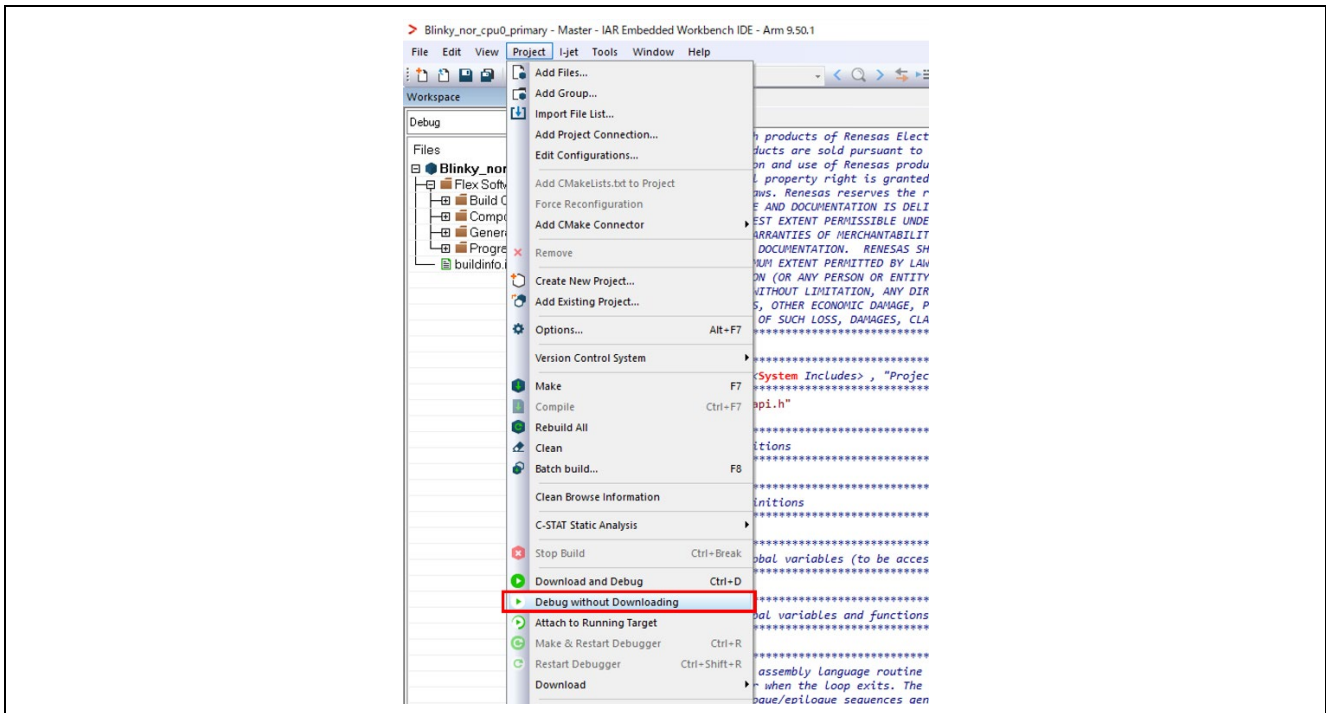 Blinky_nor_cpu0_primary - Master - IAR Embedded Workbench IDE - Arm 9.50.1
File Edit View Project I-jet Tools Window Help
Workspace
Debug
Files
Blinky_nor
Flex Softw
Build C
Compo
Genera
Progra
buildinfo.i
Add Files...
Add Group...
Import File List...
Add Project Connection...
Edit Configurations...
Add CMakeLists.txt to Project
Force Reconfiguration
Add CMake Connector
Remove
Create New Project...
Add Existing Project...
Options... Alt+F7
Version Control System
Make F7
Compile Ctrl+F7
Rebuild All
Clean
Batch build... F8
Clean Browse Information
C-STAT Static Analysis
Stop Build Ctrl+Break
Download and Debug Ctrl+D
Debug without Downloading
Attach to Running Target
Make & Restart Debugger Ctrl+R
Restart Debugger Ctrl+Shift+R
Download
h products of Renesas Elect
ducts are sold pursuant to
on and use of Renesas produ
l property right is granted
aws. Renesas reserves the r
E AND DOCUMENTATION IS DELI
EST EXTENT PERMISSIBLE UNDE
ARRANTIES OF MERCHANTABILIT
DOCUMENTATION. RENESAS SH
MUM EXTENT PERMITTED BY LAW
ON (OR ANY PERSON OR ENTITY
WITHOUT LIMITATION, ANY DIR
S, OTHER ECONOMIC DAMAGE, P
OF SUCH LOSS, DAMAGES, CLA
****************************
****************************
<System Includes> , "Projec
****************************
api.h"
****************************
itions
****************************
****************************
initions
****************************
****************************
obal variables (to be acces
****************************
****************************
bal variables and functions
****************************
****************************
assembly language routine
r when the loop exits. The
ogue/epilogue sequences gen